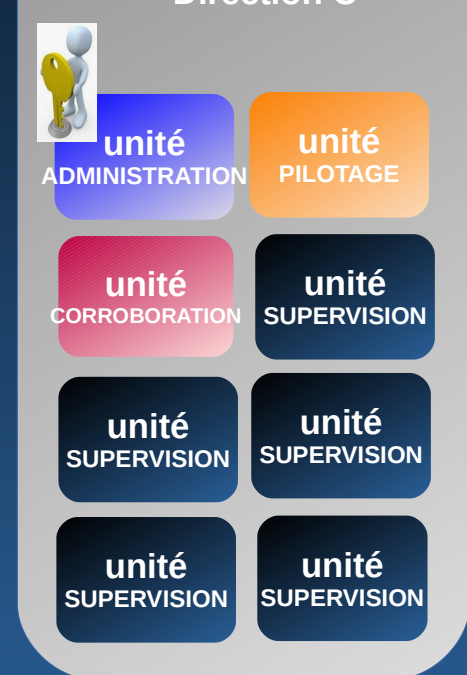 unité
ADMINISTRATION
unité
PILOTAGE
unité
CORROBORATION
unité
SUPERVISION
unité
SUPERVISION
unité
SUPERVISION
unité
SUPERVISION
unité
SUPERVISION